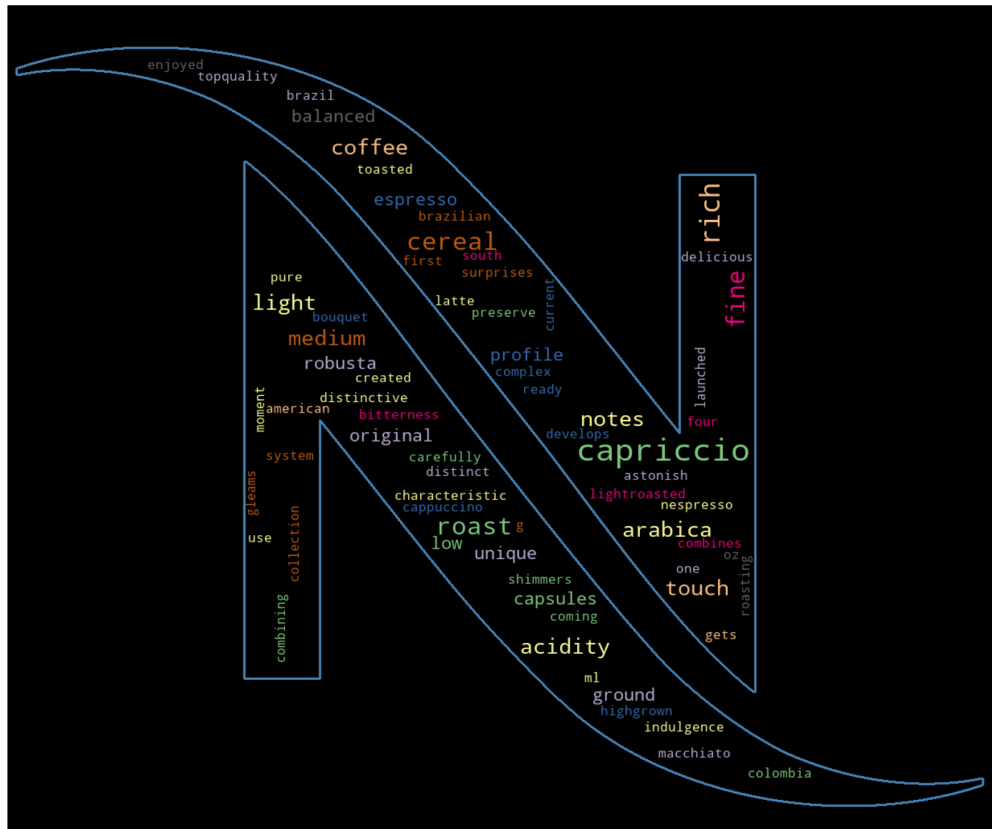 enjoyed
topquality
brazil
balanced
coffee
toasted
espresso
brazilian
cereal
first
south
surprises
latte
preserve
current
profile
complex
ready
notes
develops
capriccio
astonish
lightroasted
nespresso
arabica
combines
oz
one
roasting
touch
gets
rich
delicious
fine
launched
four
pure
light
bouquet
medium
robusta
created
distinctive
moment
american
bitterness
original
system
carefully
distinct
gleams
characteristic
cappuccino
roast
g
use
collection
low
unique
shimmers
capsules
combining
coming
acidity
ml
ground
highgrown
indulgence
macchiato
colombia